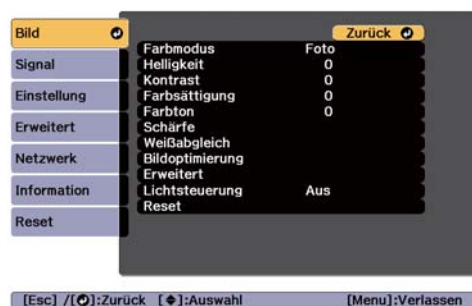 Bild
Signal
Einstellung
Erweitert
Netzwerk
Information
Reset
Zurück
Farbmodus Foto
Helligkeit 0
Kontrast 0
Farbsättigung 0
Farbton 0
Schärfe
Weißabgleich
Bildoptimierung
Erweitert
Lichtsteuerung Aus
Reset
[Esc] /[⏎]:Zurück [◆]:Auswahl [Menu]:Verlassen